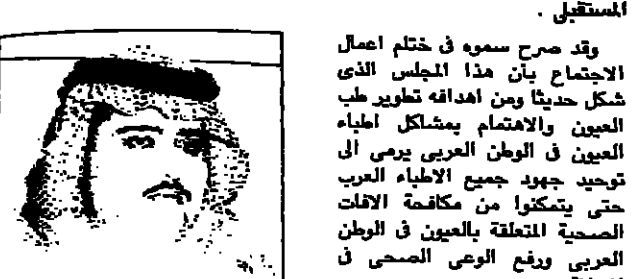 المستقبلى .
وقد صرح سموه فى ختام اعمال
الاجتماع بأن هذا المجلس الذى
شكل حديثا ومن اهدافه تطوير طب
العيون والاهتمام بمشاكل اطباء
العيون فى الوطن العربى يرمى الى
توحيد جهود جميع الاطباء العرب
حتى يتمكنوا من مكافحة الافات
الصحية المتعلقة بالعيون فى الوطن
العربى ورفع الوعى الصحى فى